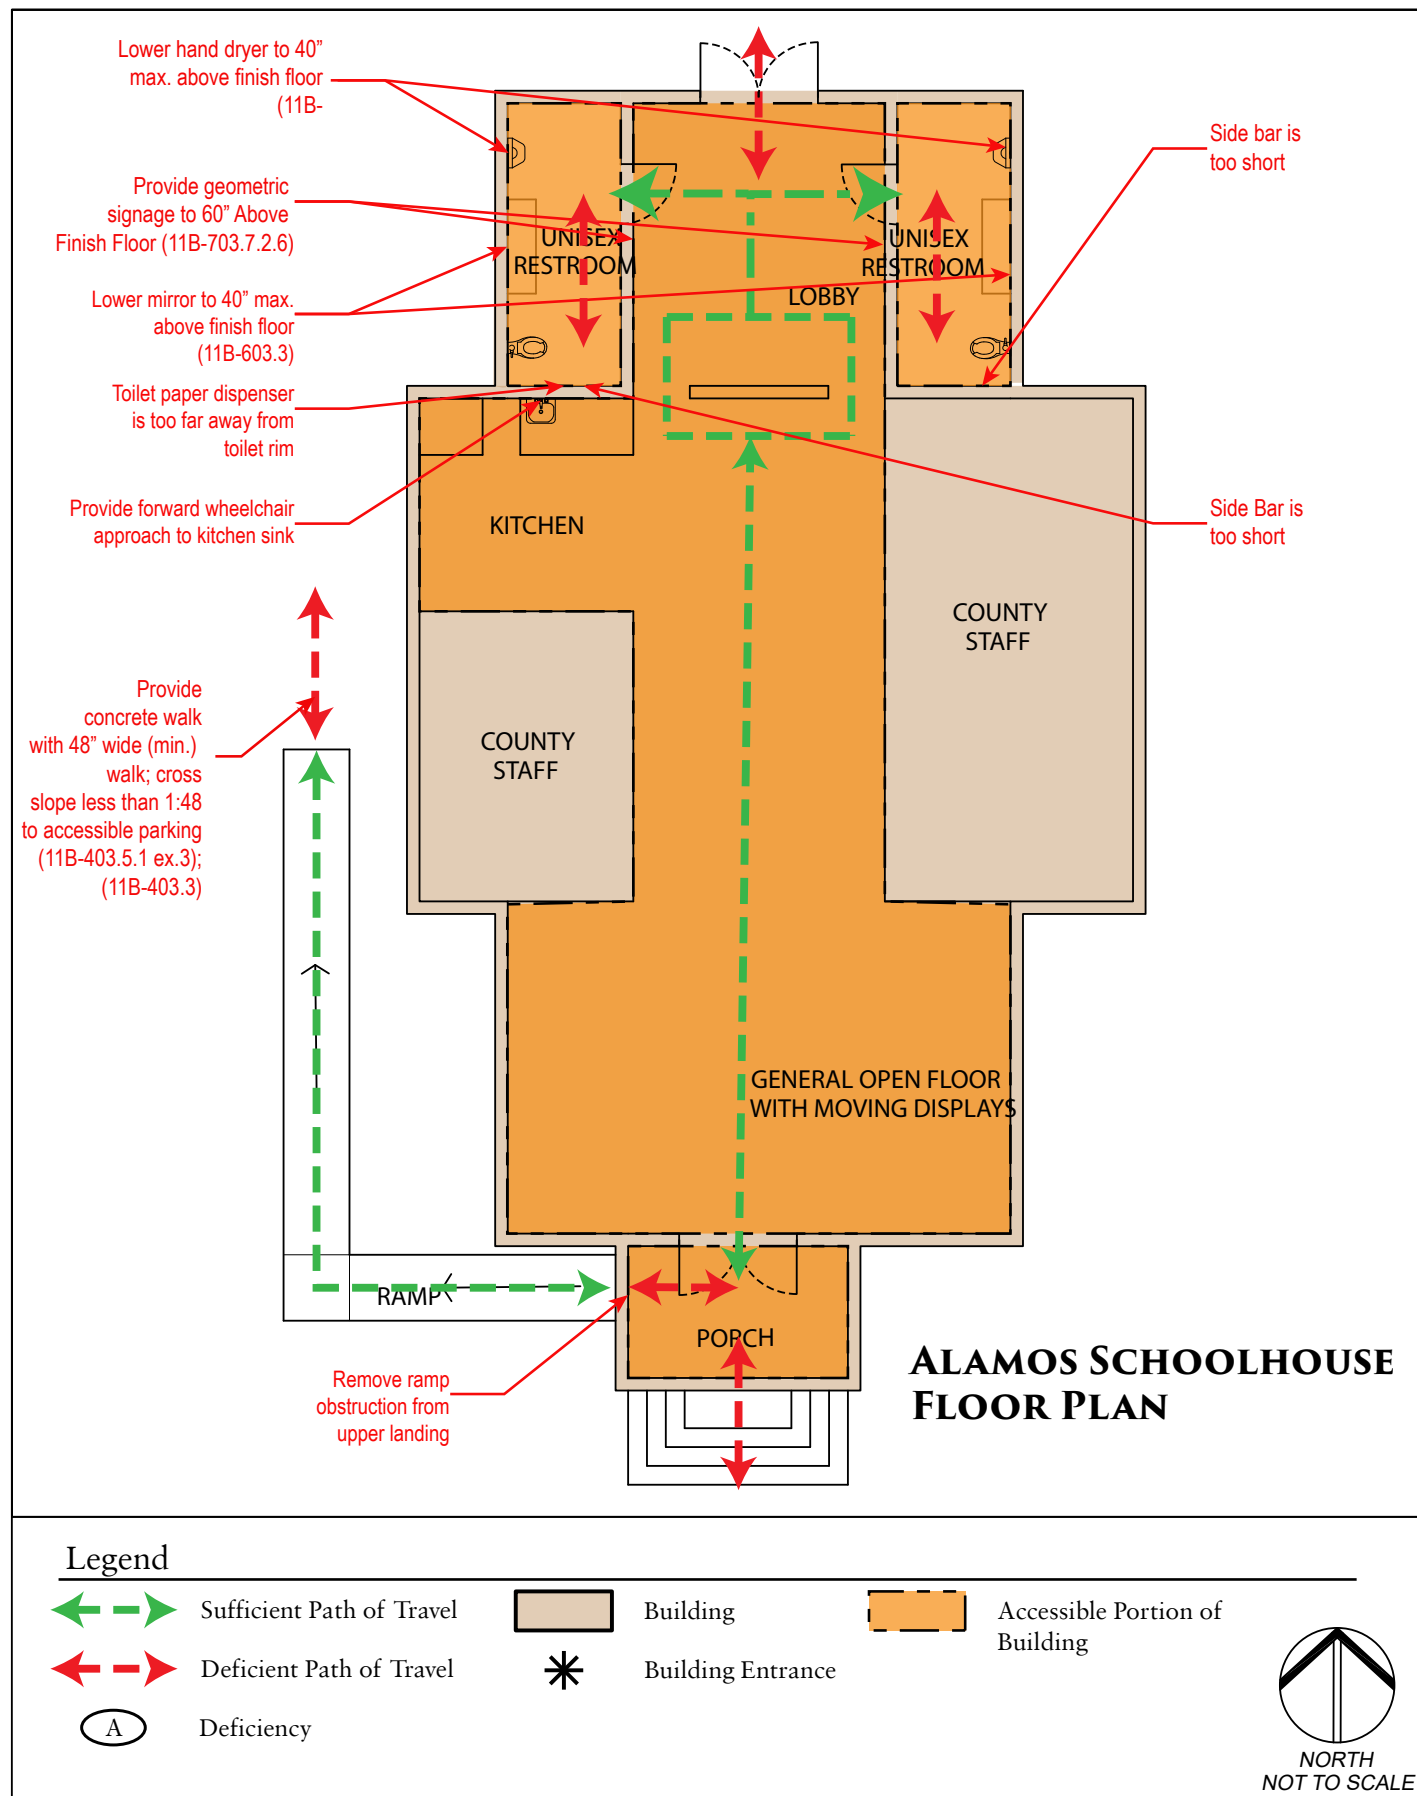 Lower hand dryer to 40”
max. above finish floor
(11B-
Side bar is
too short
Provide geometric
signage to 60” Above
Finish Floor (11B-703.7.2.6)
UNISEX
RESTROOM
UNISEX
RESTROOM
LOBBY
Lower mirror to 40” max.
above finish floor
(11B-603.3)
Toilet paper dispenser
is too far away from
toilet rim
Provide forward wheelchair
approach to kitchen sink
KITCHEN
Side Bar is
too short
COUNTY
STAFF
Provide
concrete walk
with 48” wide (min.)
walk; cross
slope less than 1:48
to accessible parking
(11B-403.5.1 ex.3);
(11B-403.3)
COUNTY
STAFF
GENERAL OPEN FLOOR
WITH MOVING DISPLAYS
RAMP
PORCH
Remove ramp
obstruction from
upper landing
ALAMOS SCHOOLHOUSE
FLOOR PLAN
Legend
Sufficient Path of Travel
Building
Accessible Portion of
Building
Deficient Path of Travel
Building Entrance
A
Deficiency
NORTH
NOT TO SCALE